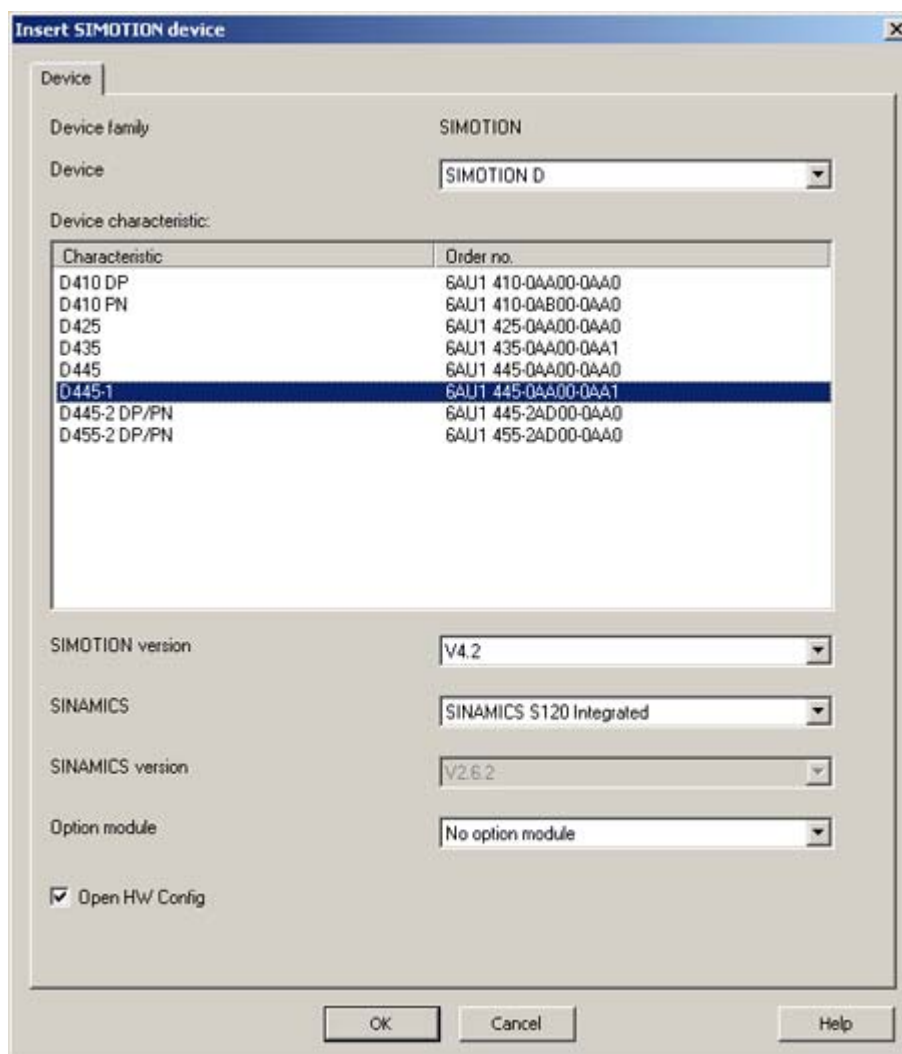 Insert SIMOTION device
Device
Device family SIMOTION
Device SIMOTION D
Device characteristic:
Characteristic Order no.
D410 DP 6AU1 410-0AA00-0AA0
D410 PN 6AU1 410-0AB00-0AA0
D425 6AU1 425-0AA00-0AA0
D435 6AU1 435-0AA00-0AA1
D445 6AU1 445-0AA00-0AA0
D445-1 6AU1 445-0AA00-0AA1
D445-2 DP/PN 6AU1 445-2AD00-0AA0
D455-2 DP/PN 6AU1 455-2AD00-0AA0
SIMOTION version V4.2
SINAMICS SINAMICS S120 Integrated
SINAMICS version V2.6.2
Option module No option module
Open HW Config
OK Cancel Help